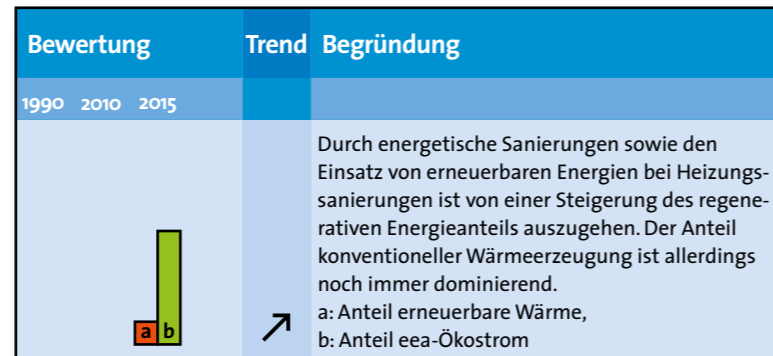 Bewertung Trend Begründung
1990 2010 2015
Durch energetische Sanierungen sowie den
Einsatz von erneuerbaren Energien bei Heizungs-
sanierungen ist von einer Steigerung des regene-
rativen Energieanteils auszugehen. Der Anteil
konventioneller Wärmeerzeugung ist allerdings
noch immer dominierend.
a: Anteil erneuerbare Wärme,
b: Anteil eea-Ökostrom
a b